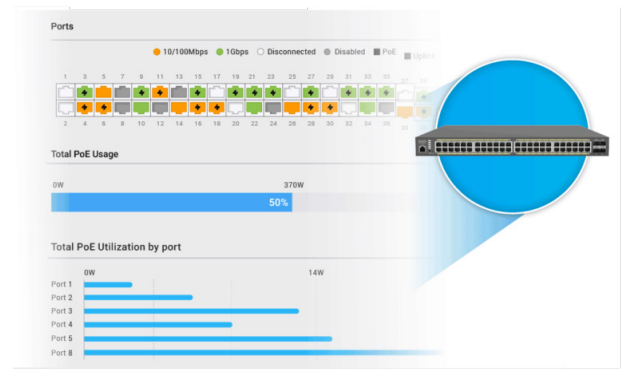 Ports
10/100Mbps 1Gbps Disconnected Disabled PoE Uplink
1 3 5 7 9 11 13 15 17 19 21 23 25 27 29 31 33 35 37
2 4 6 8 10 12 14 16 18 20 22 24 26 28 30 32 34 36 38
Total PoE Usage
0W 370W
50%
Total PoE Utilization by port
0W 14W
Port 1
Port 2
Port 3
Port 4
Port 5
Port 8